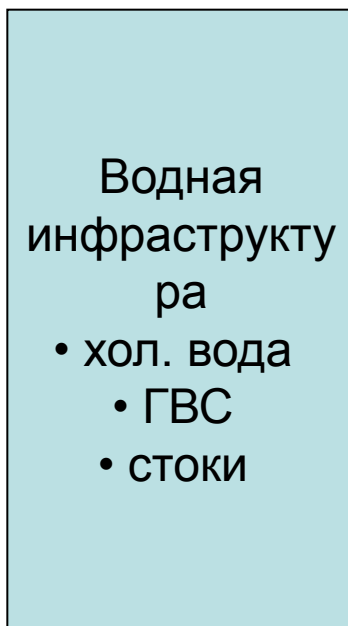 Водная
инфраструкту
ра
• хол. вода
• ГВС
• стоки